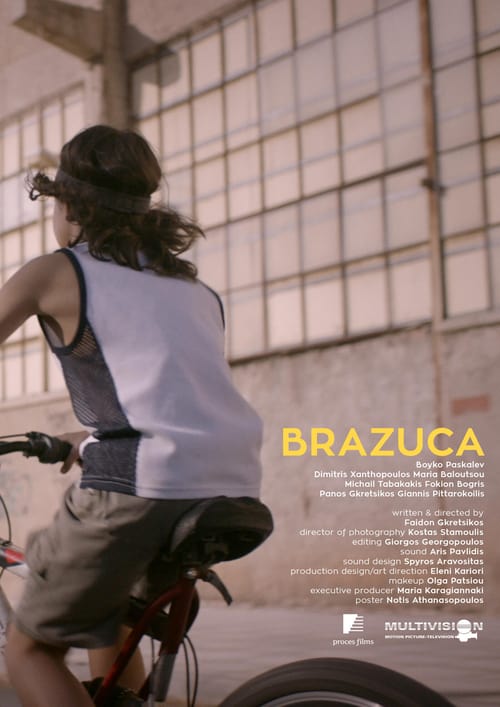 BRAZUCA
Boyko Paskalev
Dimitris Xanthopoulos Maria Baloutsou
Michail Tabakakis Fokion Bogris
Panos Gkretsikos Giannis Pittarokoilis
written & directed by
Faidon Gkretsikos
director of photography Kostas Stamoulis
editing Giorgos Georgopoulos
sound Aris Pavlidis
sound design Spyros Aravositas
production design/art direction Eleni Kariori
makeup Olga Patsiou
executive producer Maria Karagiannaki
poster Notis Athanasopoulos
proces films
MULTIVISION
MOTION PICTURE-TELEVISION